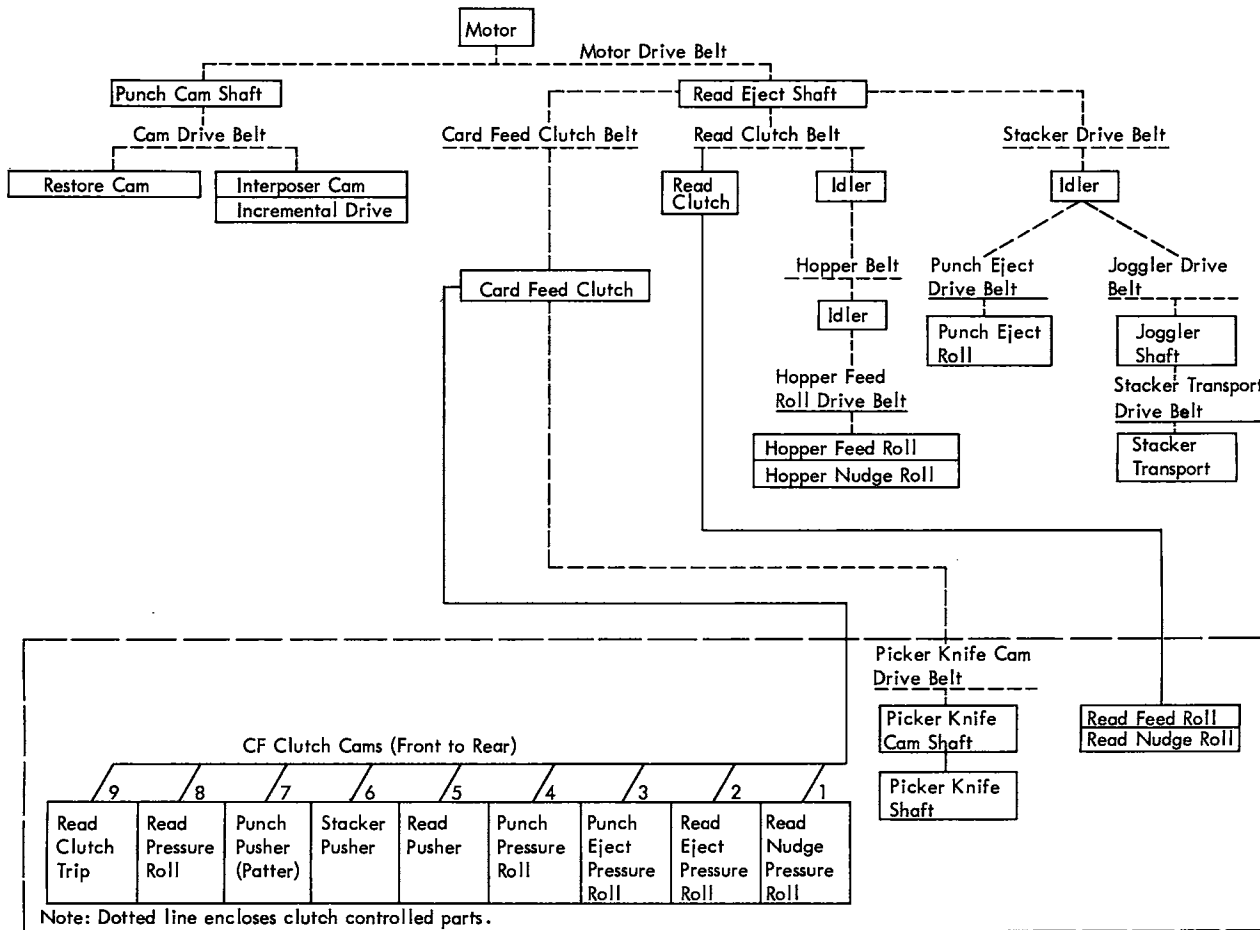 Motor
Motor Drive Belt
Punch Cam Shaft
Read Eject Shaft
Cam Drive Belt
Card Feed Clutch Belt
Read Clutch Belt
Stacker Drive Belt
Restore Cam
Interposer Cam
Incremental Drive
Read
Clutch
Idler
Idler
Hopper Belt
Punch Eject
Drive Belt
Joggler Drive
Belt
Card Feed Clutch
Idler
Punch Eject
Roll
Joggler
Shaft
Hopper Feed
Roll Drive Belt
Stacker Transport
Drive Belt
Hopper Feed Roll
Hopper Nudge Roll
Stacker
Transport
Picker Knife Cam
Drive Belt
Picker Knife
Cam Shaft
Read Feed Roll
Read Nudge Roll
Picker Knife
Shaft
CF Clutch Cams (Front to Rear)
9 8 7 6 5 4 3 2 1
Read
Clutch
Trip
Read
Pressure
Roll
Punch
Pusher
(Patter)
Stacker
Pusher
Read
Pusher
Punch
Pressure
Roll
Punch
Eject
Pressure
Roll
Read
Eject
Pressure
Roll
Read
Nudge
Pressure
Roll
Note: Dotted line encloses clutch controlled parts.